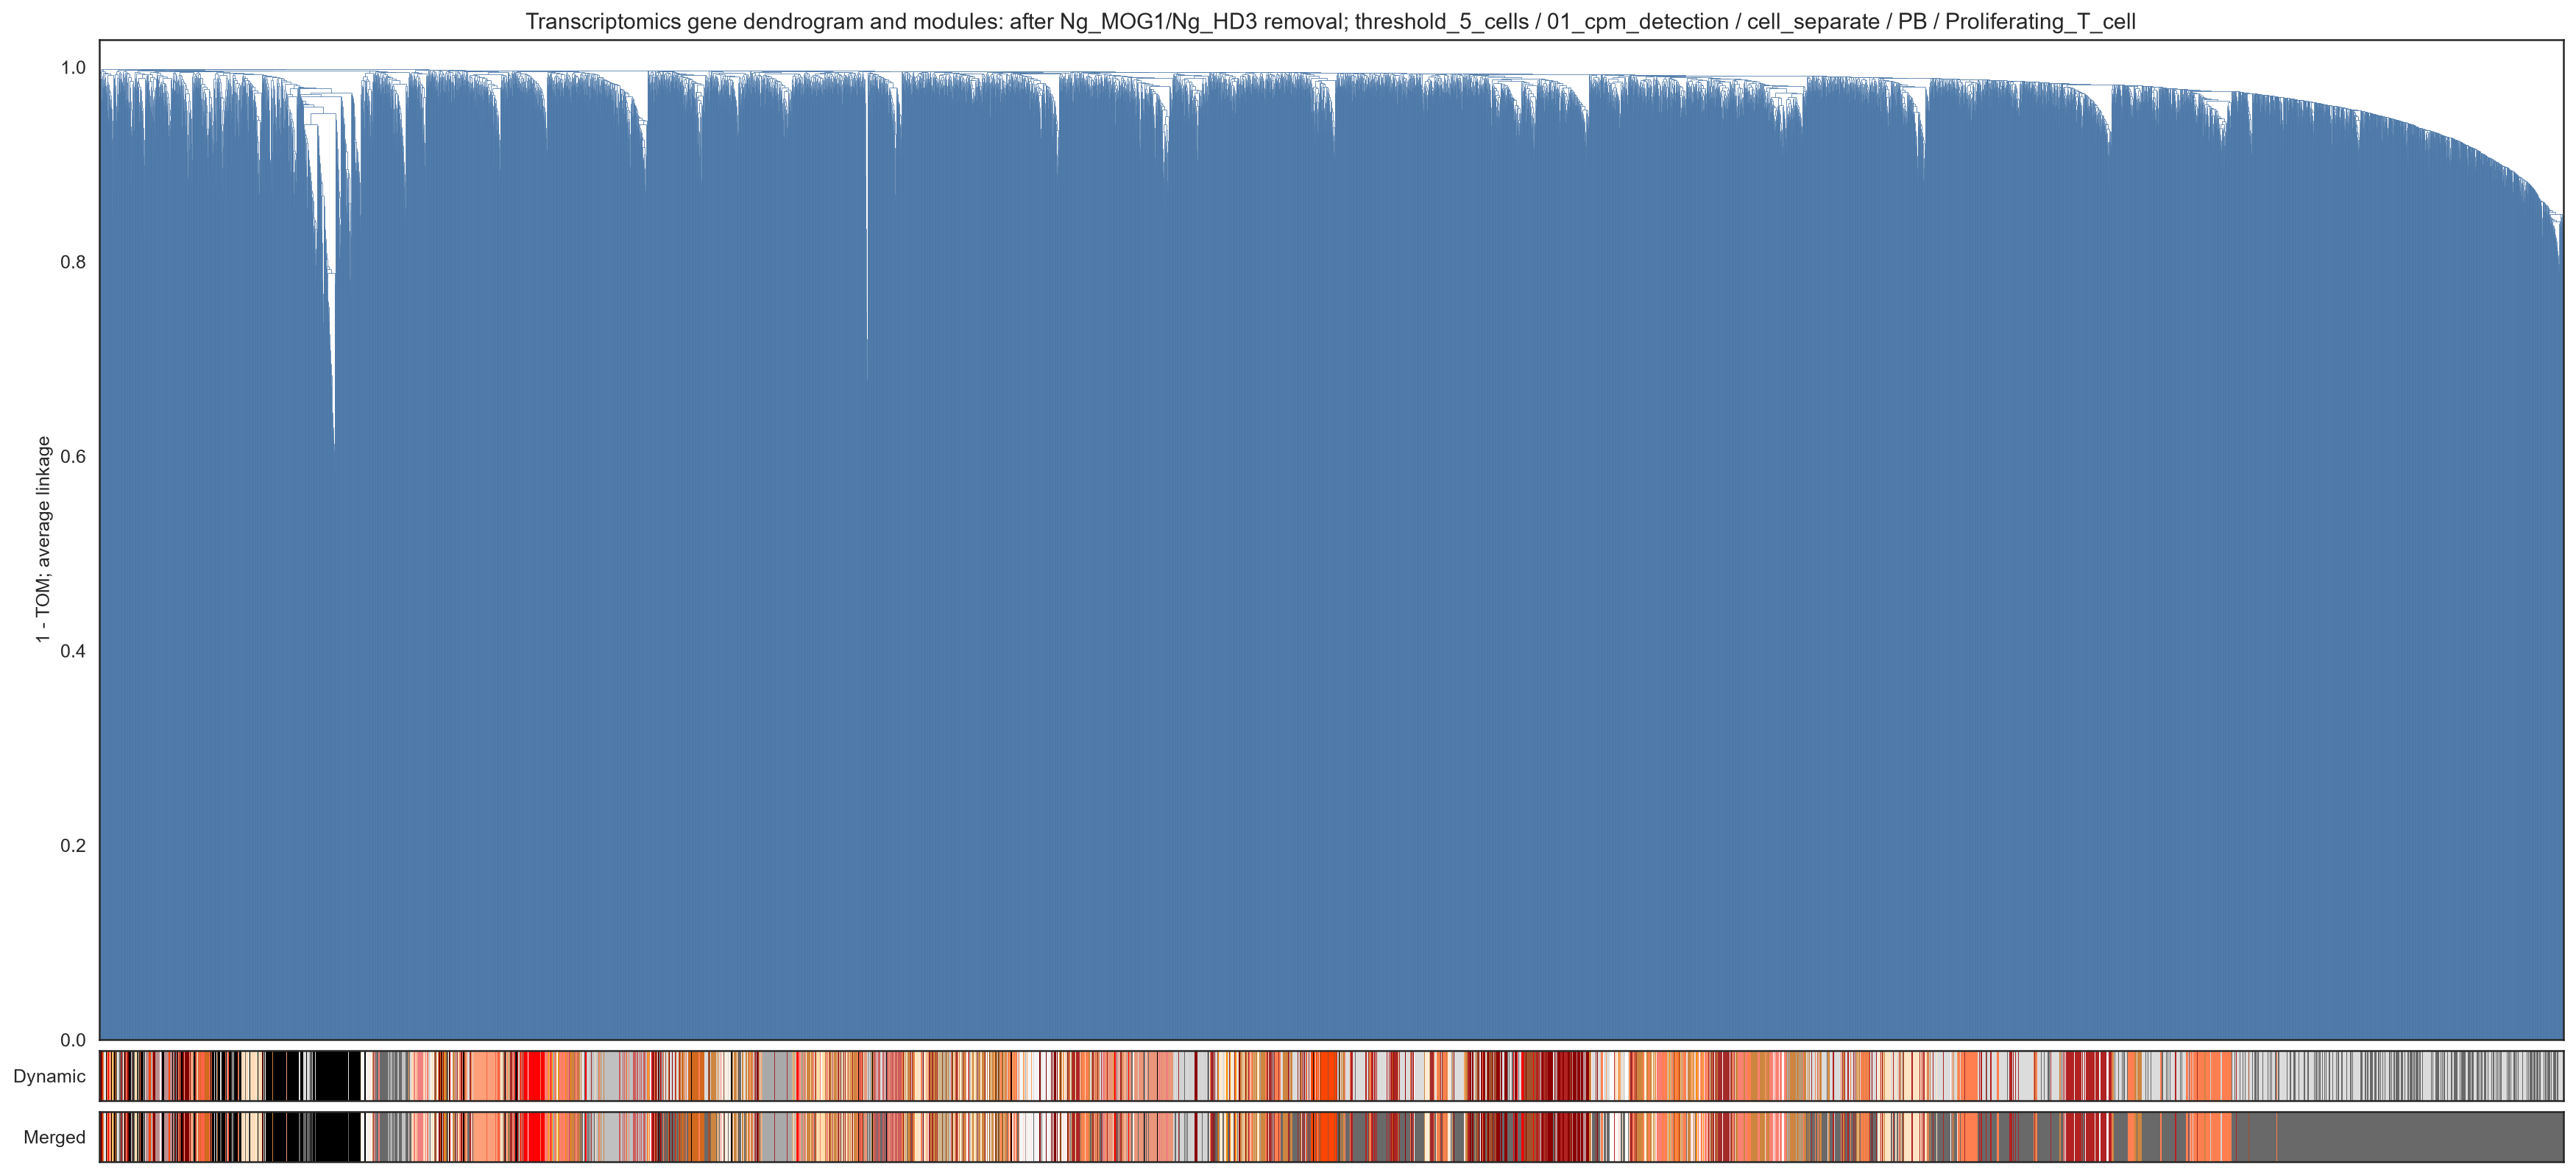 Transcriptomics gene dendrogram and modules: after Ng_MOG1/Ng_HD3 removal; threshold_5_cells / 01_cpm_detection / cell_separate / PB / Proliferating_T_cell
1.0
0.8
0.6
0.4
0.2
0.0
1 - TOM; average linkage
Dynamic
Merged